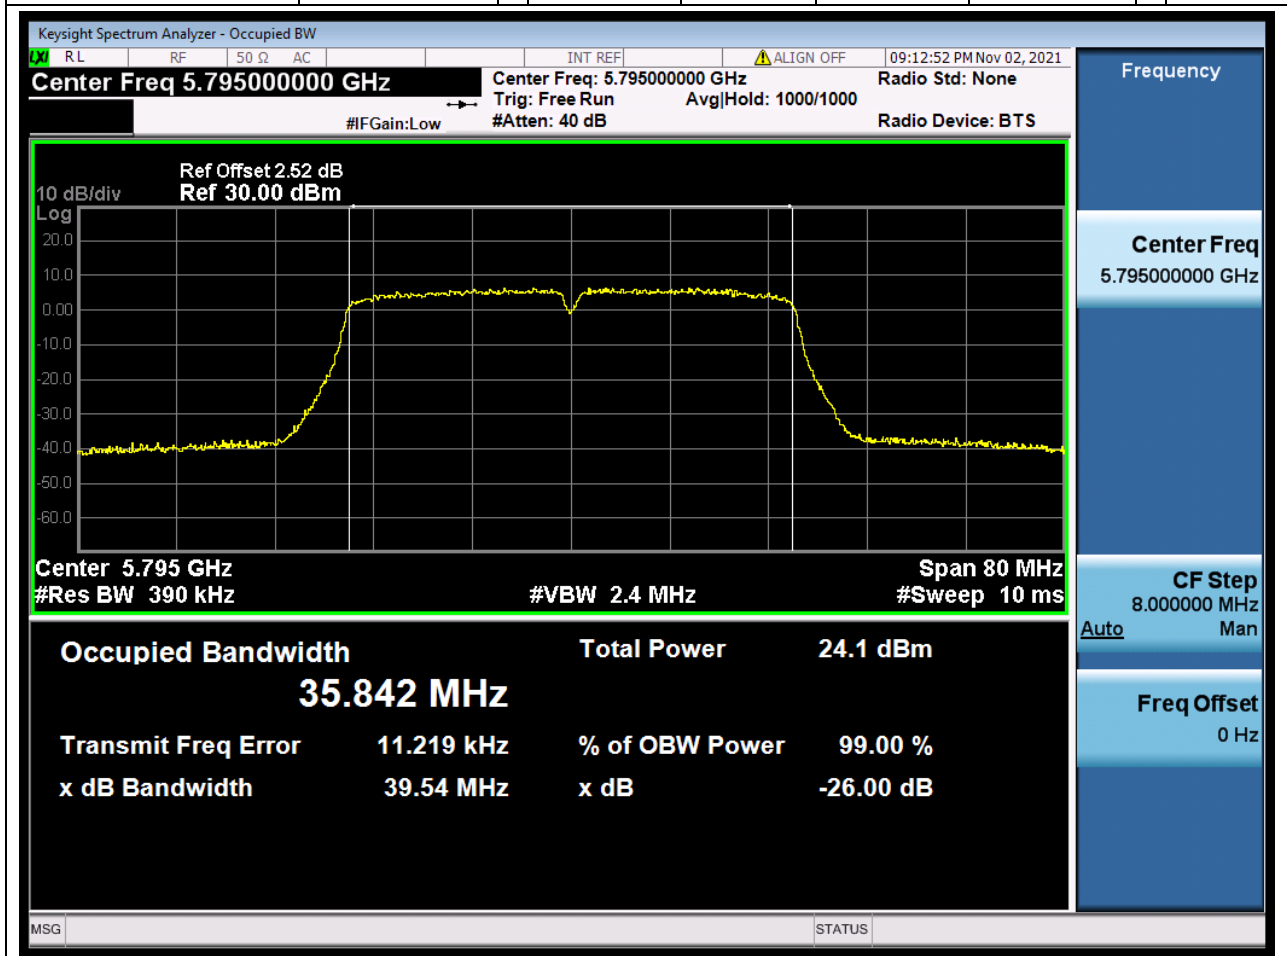 Keysight Spectrum Analyzer - Occupied BW
LXI RL RF 50 Ω AC INT REF ALIGN OFF 09:12:52 PM Nov 02, 2021
Center Freq 5.795000000 GHz
Center Freq: 5.795000000 GHz Radio Std: None
Trig: Free Run Avg|Hold: 1000/1000
#IFGain:Low #Atten: 40 dB Radio Device: BTS
Ref Offset 2.52 dB
10 dB/div Ref 30.00 dBm
Log
20.0
10.0
0.00
-10.0
-20.0
-30.0
-40.0
-50.0
-60.0
Center 5.795 GHz Span 80 MHz
#Res BW 390 kHz #VBW 2.4 MHz #Sweep 10 ms
Occupied Bandwidth Total Power 24.1 dBm
35.842 MHz
Transmit Freq Error 11.219 kHz % of OBW Power 99.00 %
x dB Bandwidth 39.54 MHz x dB -26.00 dB
MSG STATUS
Frequency
Center Freq
5.795000000 GHz
CF Step
8.000000 MHz
Auto Man
Freq Offset
0 Hz